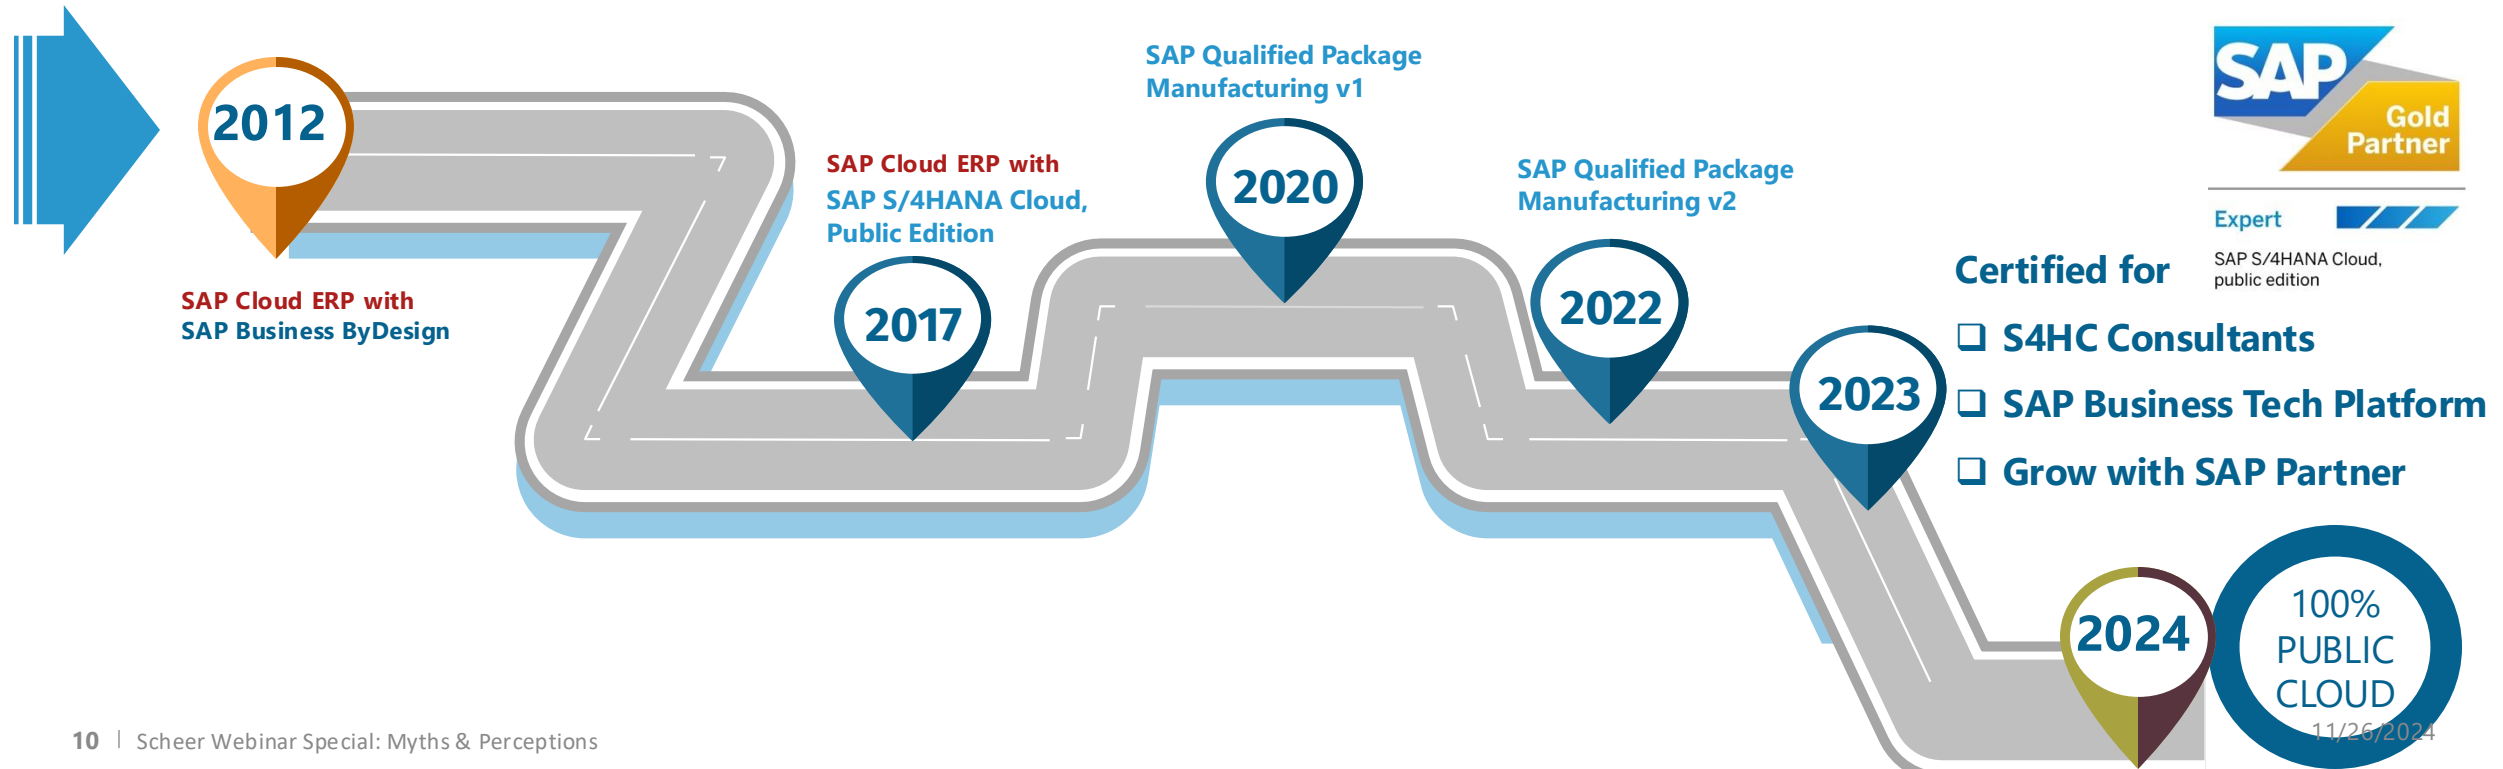 2012
SAP Cloud ERP with
SAP Business ByDesign
SAP Cloud ERP with
SAP S/4HANA Cloud,
Public Edition
2017
SAP Qualified Package
Manufacturing v1
2020
SAP Qualified Package
Manufacturing v2
2022
2023
SAP
Gold
Partner
Expert
SAP S/4HANA Cloud,
public edition
Certified for
❑ S4HC Consultants
❑ SAP Business Tech Platform
❑ Grow with SAP Partner
2024
100%
PUBLIC
CLOUD
10 | Scheer Webinar Special: Myths & Perceptions
11/26/2024